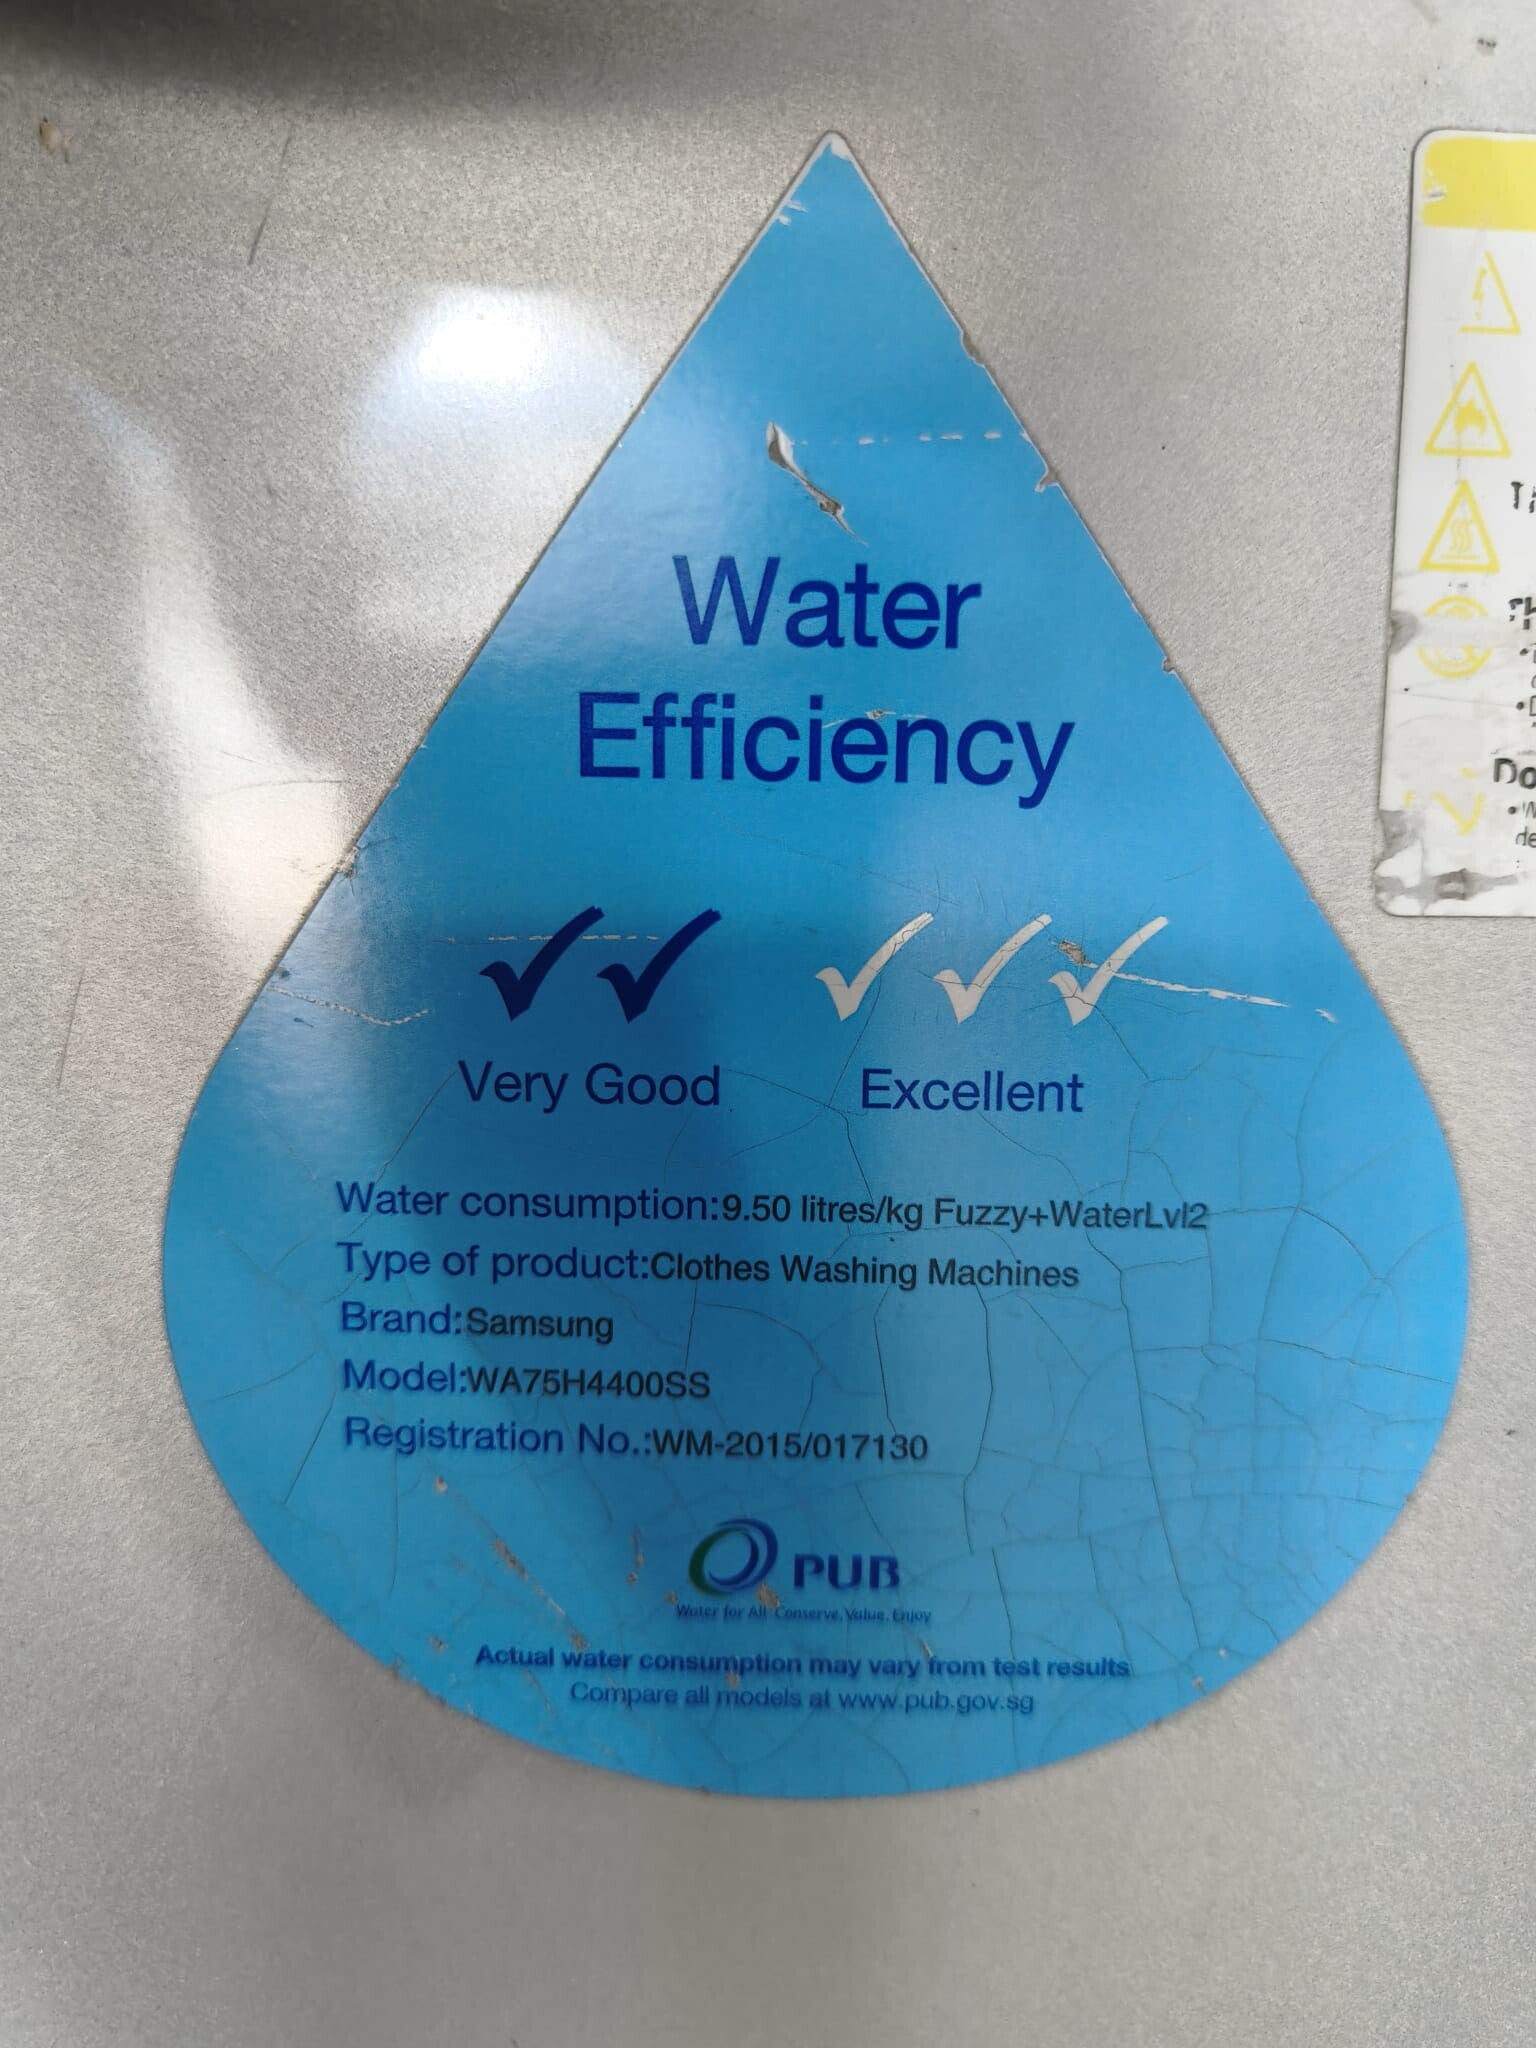 Water
Efficiency
Very Good
Excellent
Water consumption:9.50 litres/kg Fuzzy+WaterLvl2
Type of product:Clothes Washing Machines
Brand:Samsung
Model:WA75H4400SS
Registration No.:WM-2015/017130
PUB
Water for All: Conserve, Value, Enjoy
Actual water consumption may vary from test results
Compare all models at www.pub.gov.sg
Do
de